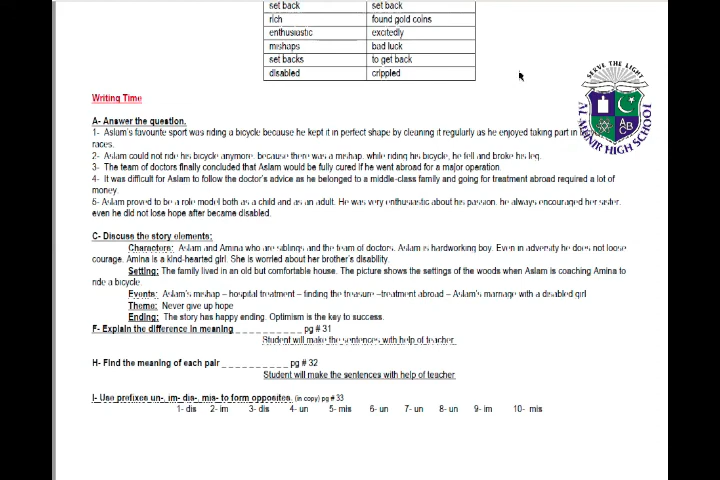 set back set back
rich found gold coins
enthusiastic excitedly
mishaps bad luck
set backs to get back
disabled crippled
SERVE THE LIGHT
AL MUNIR HIGH SCHOOL
A B C
Writing Time
A- Answer the question.
1- Aslam's favourite sport was riding a bicycle because he kept it in perfect shape by cleaning it regularly as he enjoyed taking part in
races.
2- Aslam could not ride his bicycle anymore, because there was a mishap, while riding his bicycle, he fell and broke his leg.
3- The team of doctors finally concluded that Aslam would be fully cured if he went abroad for a major operation.
4- It was difficult for Aslam to follow the doctor's advice as he belonged to a middle-class family and going for treatment abroad required a lot of
money.
5- Aslam proved to be a role model both as a child and as an adult. He was very enthusiastic about his passion, he always encouraged her sister,
even he did not lose hope after became disabled.
C- Discuss the story elements:
Characters: Aslam and Amina who are siblings and the team of doctors. Aslam is hardworking boy. Even in adversity he does not loose
courage. Amina is a kind-hearted girl. She is worried about her brother's disability.
Setting: The family lived in an old but comfortable house. The picture shows the settings of the woods when Aslam is coaching Amina to
ride a bicycle.
Events: Aslam's mishap – hospital treatment – finding the treasure –treatment abroad – Aslam's marriage with a disabled girl
Theme: Never give up hope
Ending: The story has happy ending. Optimism is the key to success.
F- Explain the difference in meaning _ _ _ _ _ _ _ _ _ _ pg # 31
Student will make the sentences with help of teacher
H- Find the meaning of each pair _ _ _ _ _ _ _ _ _ _ pg # 32
Student will make the sentences with help of teacher
I- Use prefixes un-, im- dis-, mis- to form opposites. (in copy) pg # 33
1- dis 2- im 3- dis 4- un 5- mis 6- un 7- un 8- un 9- im 10- mis